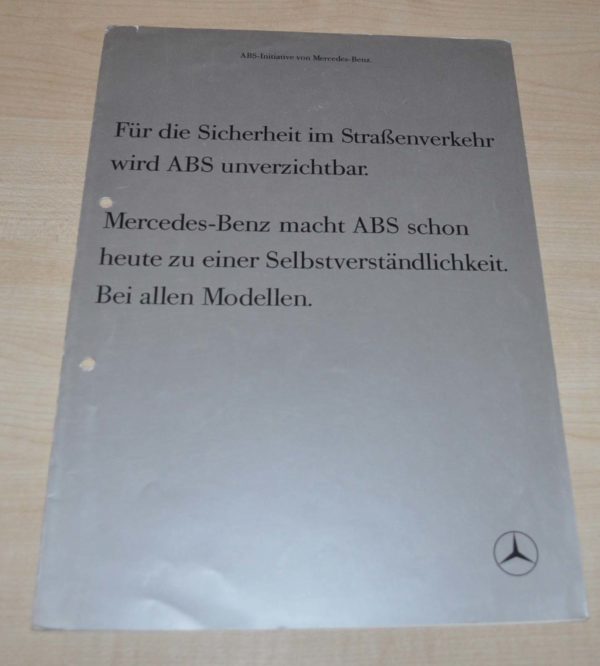 ABS-Initiative von Mercedes-Benz.
Für die Sicherheit im Straßenverkehr
wird ABS unverzichtbar.
Mercedes-Benz macht ABS schon
heute zu einer Selbstverständlichkeit.
Bei allen Modellen.